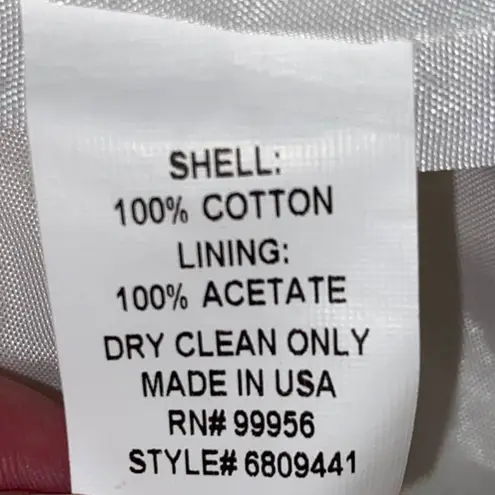 SHELL:
100% COTTON
LINING:
100% ACETATE
DRY CLEAN ONLY
MADE IN USA
RN# 99956
STYLE# 6809441